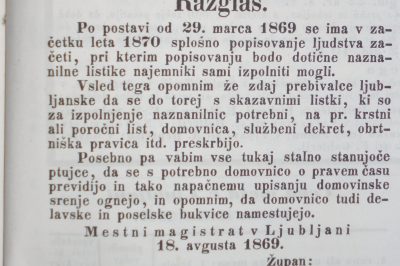 Razglas.
Po postavi od 29. marca 1869 se ima v za-
četku leta 1870 splošno popisovanje ljudstva za-
četi, pri kterim popisovanju bodo dotične nazna-
nilne listike najemniki sami izpolniti mogli.
Vsled tega opomnim že zdaj prebivalce ljub-
ljanske da se do torej s skazavnimi listki, ki so
za izpolnjenje naznanilnic potrebni, na pr. krstni
ali poročni list, domovnica, služбeni dekret, obrt-
niška pravica itd. preskrbijo.
Posebno pa vabim vse tukaj stalno stanujoče
ptujce, da se s potrebno domovnico o pravem času
previdijo in tako napačnemu upisanju domovinske
srenje ognejo, in opomnim, da domovnico tudi de-
lavske in poselske bukvice namestujejo.
Mestni magistrat v Ljubljani
18. avgusta 1869.
Župan: